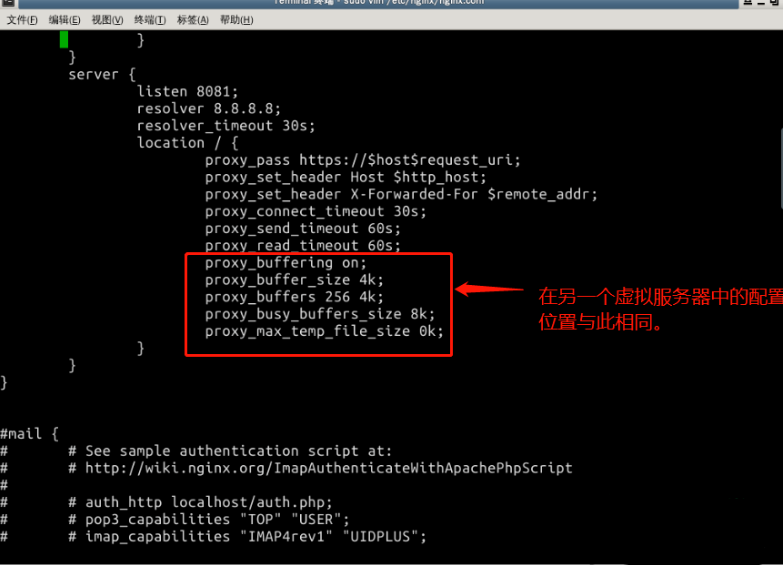 Terminal 终端 - sudo vim /etc/nginx/nginx.conf
文件(F) 编辑(E) 视图(V) 终端(T) 标签(A) 帮助(H)
}
}
server {
listen 8081;
resolver 8.8.8.8;
resolver_timeout 30s;
location / {
proxy_pass https://$host$request_uri;
proxy_set_header Host $http_host;
proxy_set_header X-Forwarded-For $remote_addr;
proxy_connect_timeout 30s;
proxy_send_timeout 60s;
proxy_read_timeout 60s;
proxy_buffering on;
proxy_buffer_size 4k;
proxy_buffers 256 4k;
proxy_busy_buffers_size 8k;
proxy_max_temp_file_size 0k;
}
}
}
在另一个虚拟服务器中的配置
位置与此相同。
#mail {
# # See sample authentication script at:
# # http://wiki.nginx.org/ImapAuthenticateWithApachePhpScript
#
# # auth_http localhost/auth.php;
# # pop3_capabilities "TOP" "USER";
# # imap_capabilities "IMAP4rev1" "UIDPLUS";